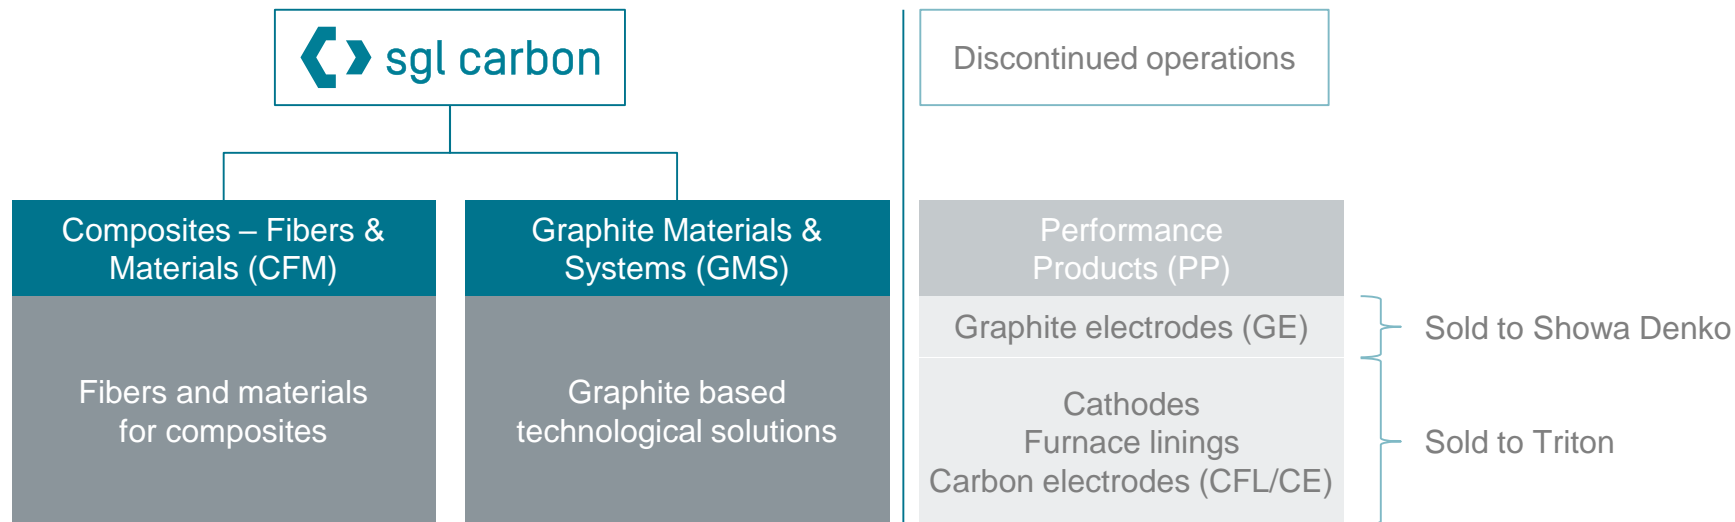 sgl carbon
Discontinued operations
Composites – Fibers &
Materials (CFM)
Graphite Materials &
Systems (GMS)
Performance
Products (PP)
Fibers and materials
for composites
Graphite based
technological solutions
Graphite electrodes (GE)
Sold to Showa Denko
Cathodes
Furnace linings
Carbon electrodes (CFL/CE)
Sold to Triton